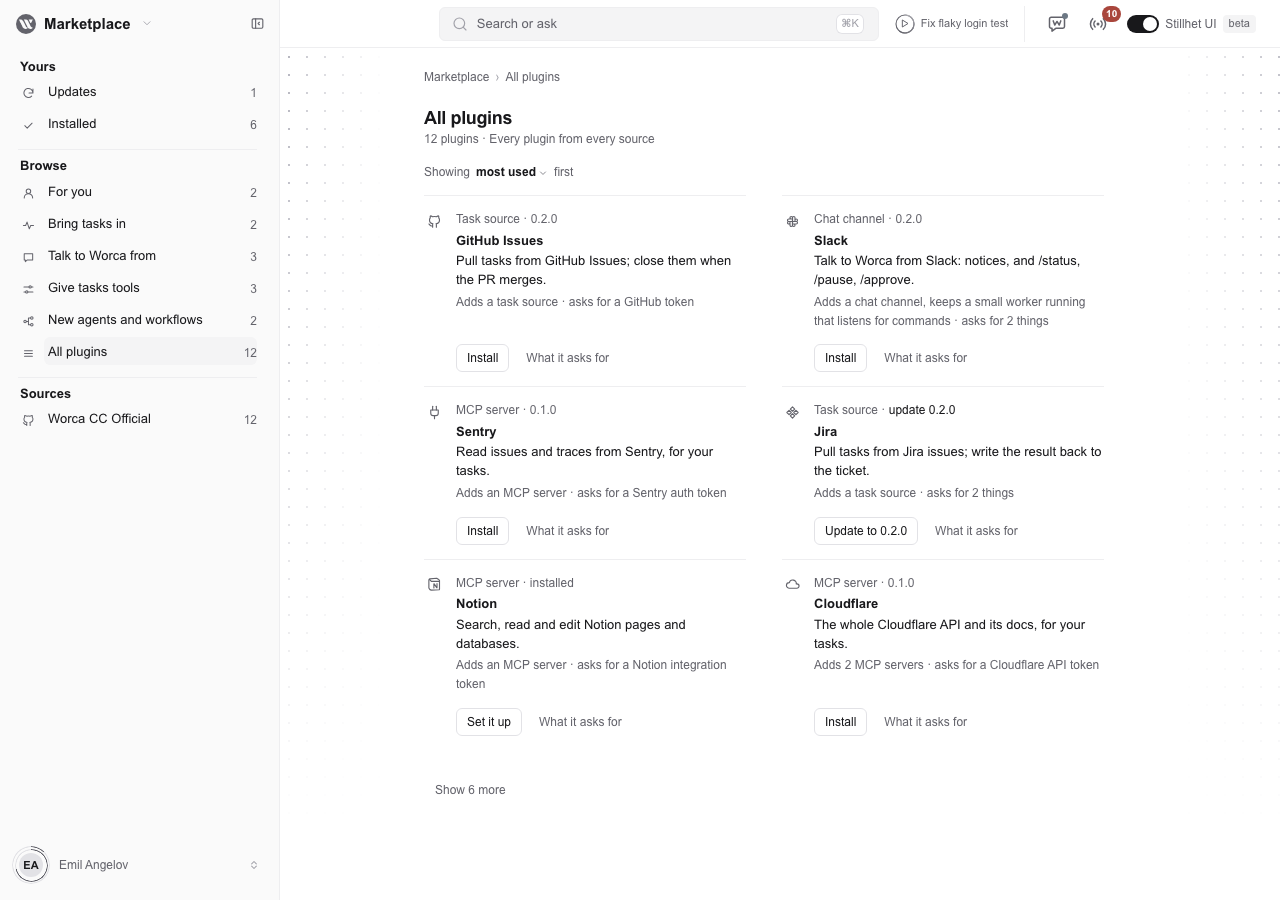 Marketplace
Search or ask
⌘K
Fix flaky login test
10
Stillhet UI
beta
Yours
Updates 1
Installed 6
Browse
For you 2
Bring tasks in 2
Talk to Worca from 3
Give tasks tools 3
New agents and workflows 2
All plugins 12
Sources
Worca CC Official 12
EA
Emil Angelov
Marketplace › All plugins
All plugins
12 plugins · Every plugin from every source
Showing most used first
Task source · 0.2.0
GitHub Issues
Pull tasks from GitHub Issues; close them when
the PR merges.
Adds a task source · asks for a GitHub token
Install What it asks for
Chat channel · 0.2.0
Slack
Talk to Worca from Slack: notices, and /status,
/pause, /approve.
Adds a chat channel, keeps a small worker running
that listens for commands · asks for 2 things
Install What it asks for
MCP server · 0.1.0
Sentry
Read issues and traces from Sentry, for your
tasks.
Adds an MCP server · asks for a Sentry auth token
Install What it asks for
Task source · update 0.2.0
Jira
Pull tasks from Jira issues; write the result back to
the ticket.
Adds a task source · asks for 2 things
Update to 0.2.0 What it asks for
MCP server · installed
Notion
Search, read and edit Notion pages and
databases.
Adds an MCP server · asks for a Notion integration
token
Set it up What it asks for
MCP server · 0.1.0
Cloudflare
The whole Cloudflare API and its docs, for your
tasks.
Adds 2 MCP servers · asks for a Cloudflare API token
Install What it asks for
Show 6 more